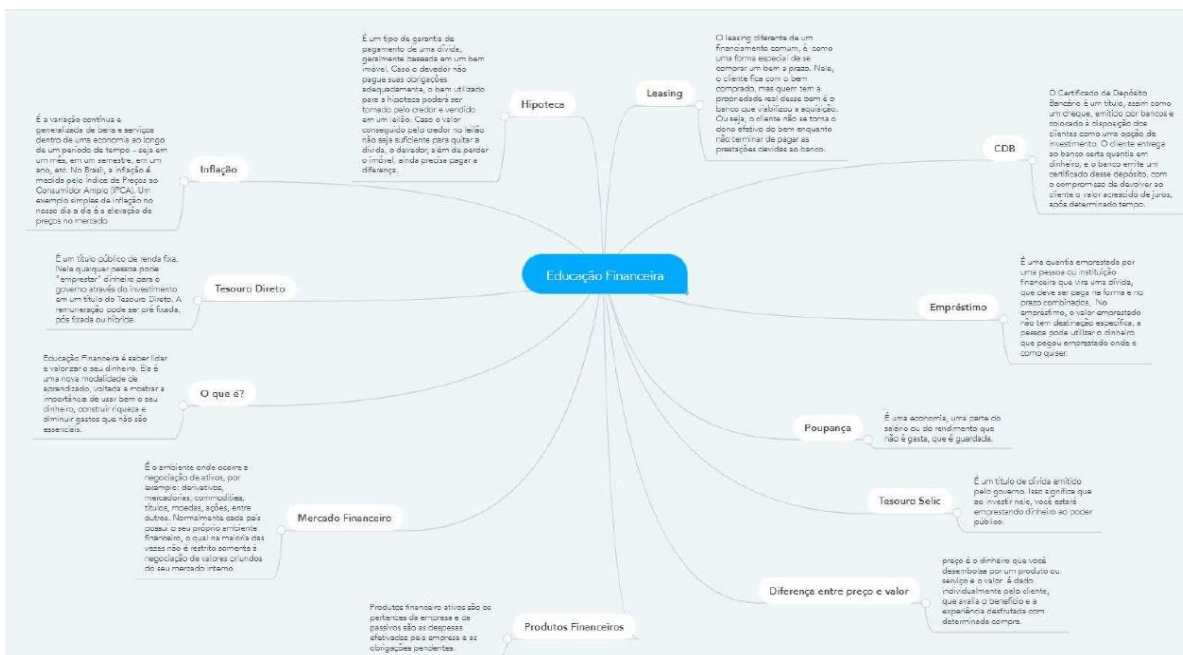 Educação Financeira
Hipoteca
É um tipo de garantia de
pagamento de uma dívida,
geralmente baseada em um bem
imóvel. Caso o devedor não
pague suas obrigações
adequadamente, o bem utilizado
para a hipoteca poderá ser
tomado pelo credor e vendido
em um leilão. Caso o valor
conseguido pelo credor no leilão
não seja suficiente para quitar a
dívida, o devedor, além de perder
o imóvel, ainda precisa pagar a
diferença.
Inflação
É a variação contínua e
generalizada de bens e serviços
dentro de uma economia ao longo
de um período de tempo – seja em
um mês, em um semestre, em um
ano, etc. No Brasil, a inflação é
medida pelo Índice de Preços ao
Consumidor Amplo (IPCA). Um
exemplo simples de inflação no
nosso dia a dia é a elevação de
preços no mercado.
Tesouro Direto
É um título público de renda fixa.
Nele qualquer pessoa pode
"emprestar" dinheiro para o
governo através do investimento
em um título do Tesouro Direto. A
remuneração pode ser pré fixada,
pós fixada ou híbrida.
O que é?
Educação Financeira é saber lidar
e valorizar o seu dinheiro. Ela é
uma nova modalidade de
aprendizado, voltada a mostrar a
importância de usar bem o seu
dinheiro, construir riqueza e
diminuir gastos que não são
essenciais.
Mercado Financeiro
É o ambiente onde ocorre a
negociação de ativos, por
exemplo: derivativos,
mercadorias, commodities,
títulos, moedas, ações, entre
outros. Normalmente cada país
possui o seu próprio ambiente
financeiro, o qual na maioria das
vezes não é restrito somente à
negociação de valores oriundos
do seu mercado interno.
Produtos Financeiros
Produtos financeiro ativos são os
pertences da empresa e os
passivos são as despesas
efetivadas pela empresa e as
obrigações pendentes.
Leasing
O leasing diferente de um
financiamento comum, é como
uma forma especial de se
comprar um bem a prazo. Nele,
o cliente fica com o bem
comprado, mas quem tem a
propriedade real desse bem é o
banco que viabilizou a aquisição.
Ou seja, o cliente não se torna o
dono efetivo do bem enquanto
não terminar de pagar as
prestações devidas ao banco.
CDB
O Certificado de Depósito
Bancário é um título, assim como
um cheque, emitido por bancos e
colocado à disposição dos
clientes como uma opção de
investimento. O cliente entrega
ao banco certa quantia em
dinheiro, e o banco emite um
certificado desse depósito, com
o compromisso de devolver ao
cliente o valor acrescido de juros,
após determinado tempo.
Empréstimo
É uma quantia emprestada por
uma pessoa ou instituição
financeira que vira uma dívida,
que deve ser paga na forma e no
prazo combinados. No
empréstimo, o valor emprestado
não tem destinação específica, a
pessoa pode utilizar o dinheiro
que pegou emprestado onde e
como quiser.
Poupança
É uma economia, uma parte do
salário ou do rendimento que
não é gasta, que é guardada.
Tesouro Selic
É um título de dívida emitido
pelo governo. Isso significa que
ao investir nele, você estará
emprestando dinheiro ao poder
público.
Diferença entre preço e valor
preço é o dinheiro que você
desembolsa por um produto ou
serviço e o valor é dado
individualmente pelo cliente,
que avalia o benefício e a
experiência desfrutada com
determinada compra.